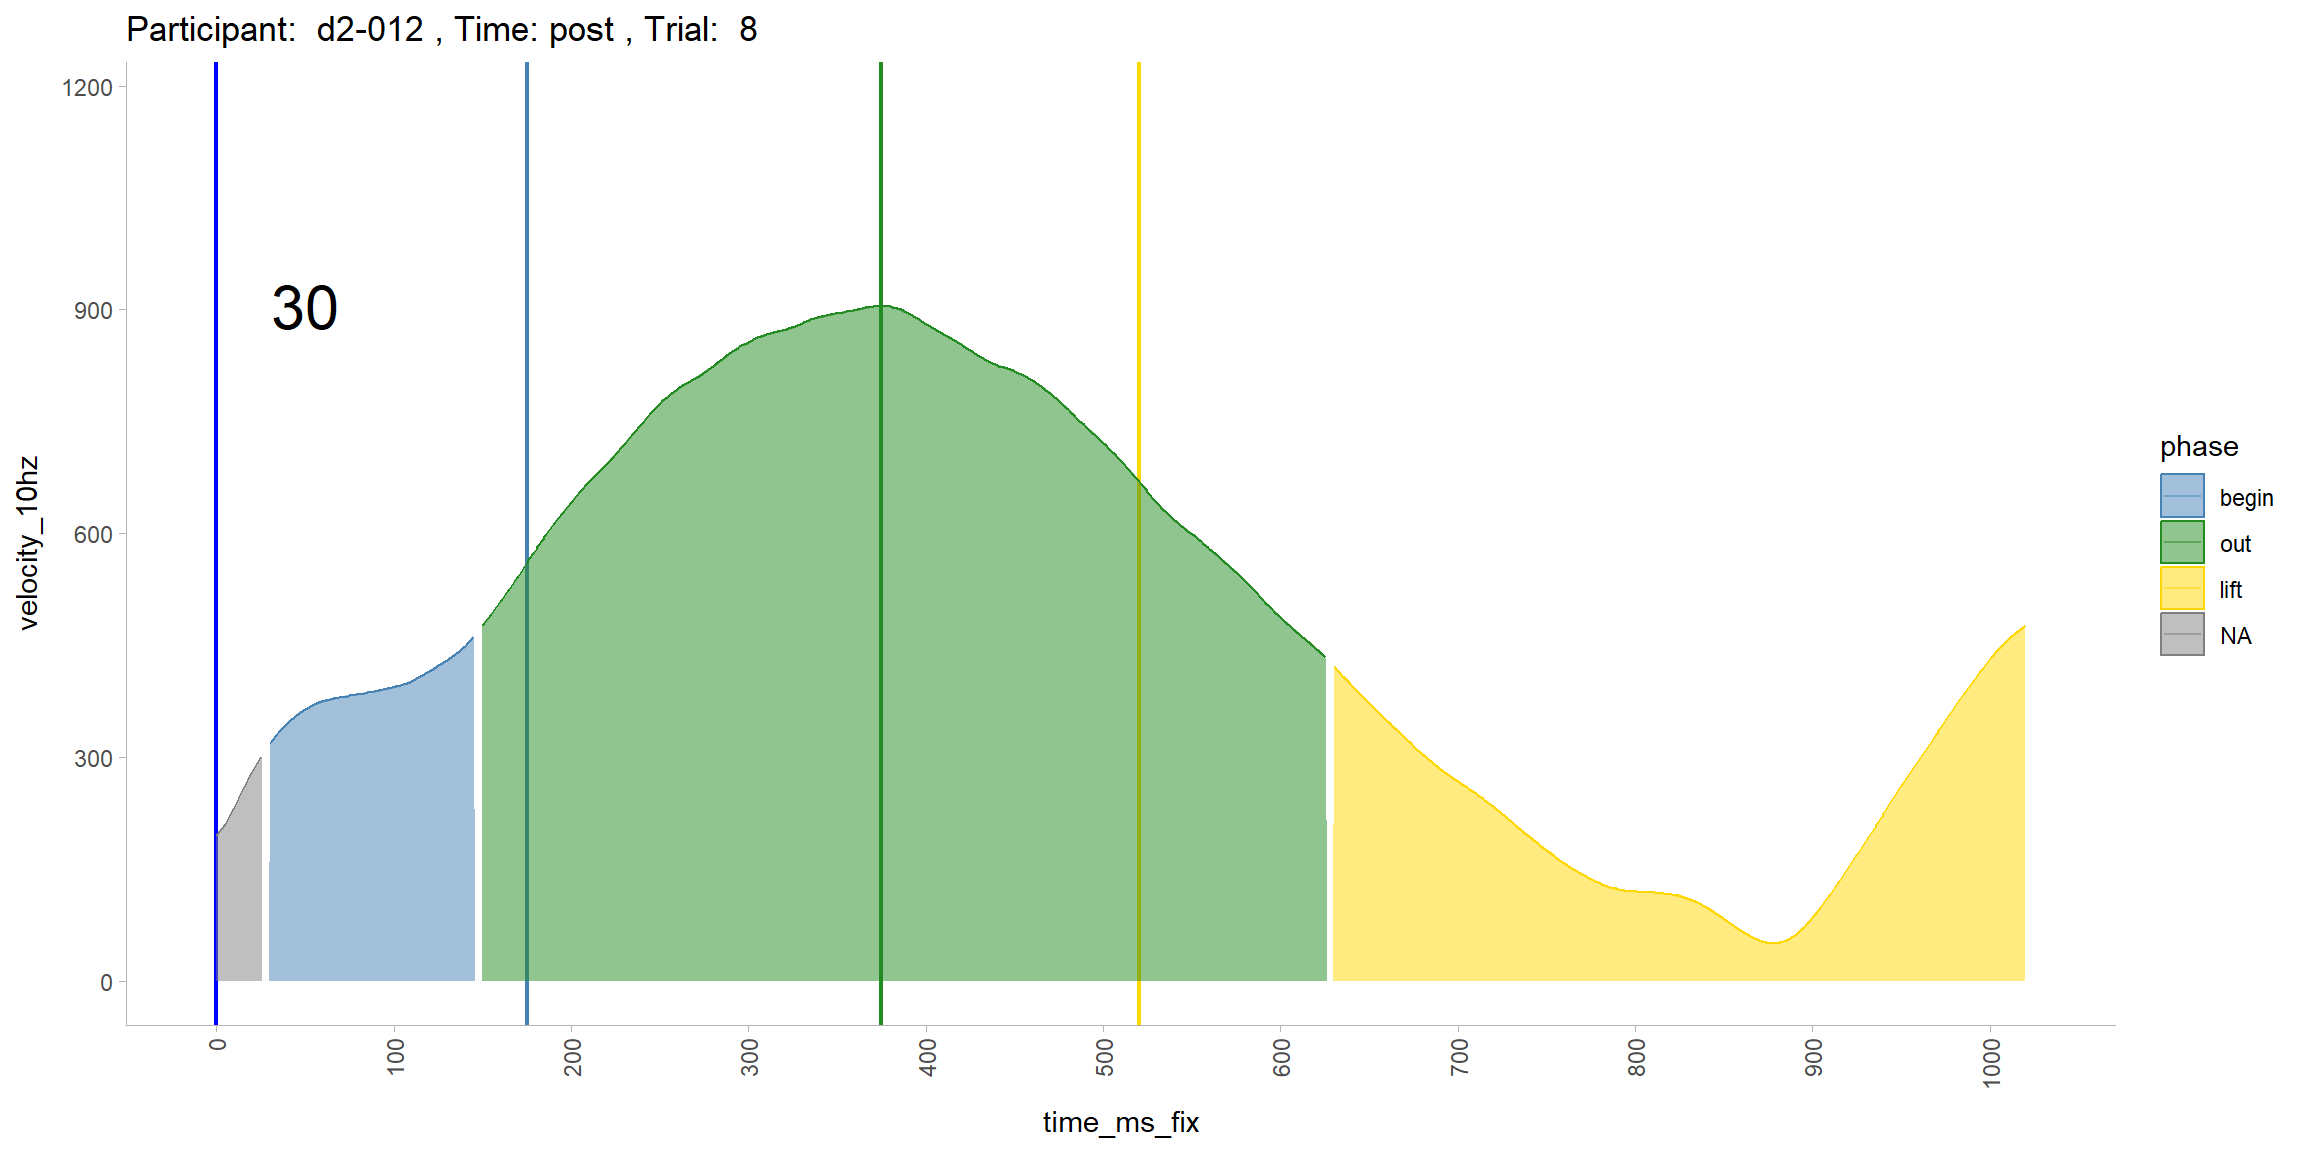 Participant:  d2-012 , Time: post , Trial:  8
1200
900
600
300
0
velocity_10hz
30
0
100
200
300
400
500
600
700
800
900
1000
time_ms_fix
phase
begin
out
lift
NA